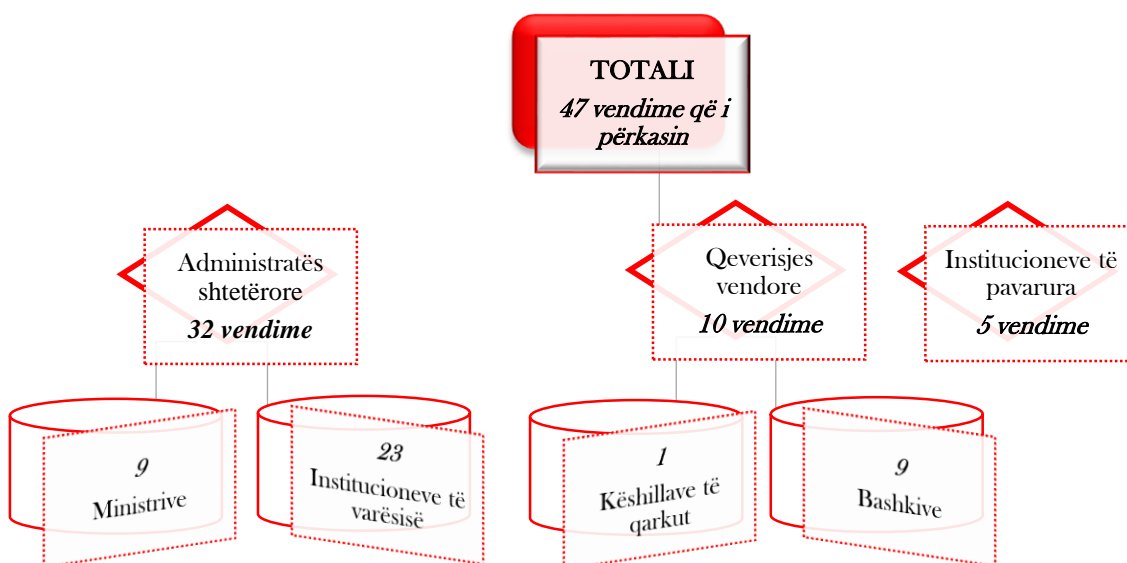 TOTALI
47 vendime që i
përkasin
Administratës
shtetërore
32 vendime
Qeverisjes
vendore
10 vendime
Institucioneve të
pavarura
5 vendime
9
Ministrive
23
Institucioneve të
varësisë
1
Këshillave të
qarkut
9
Bashkive